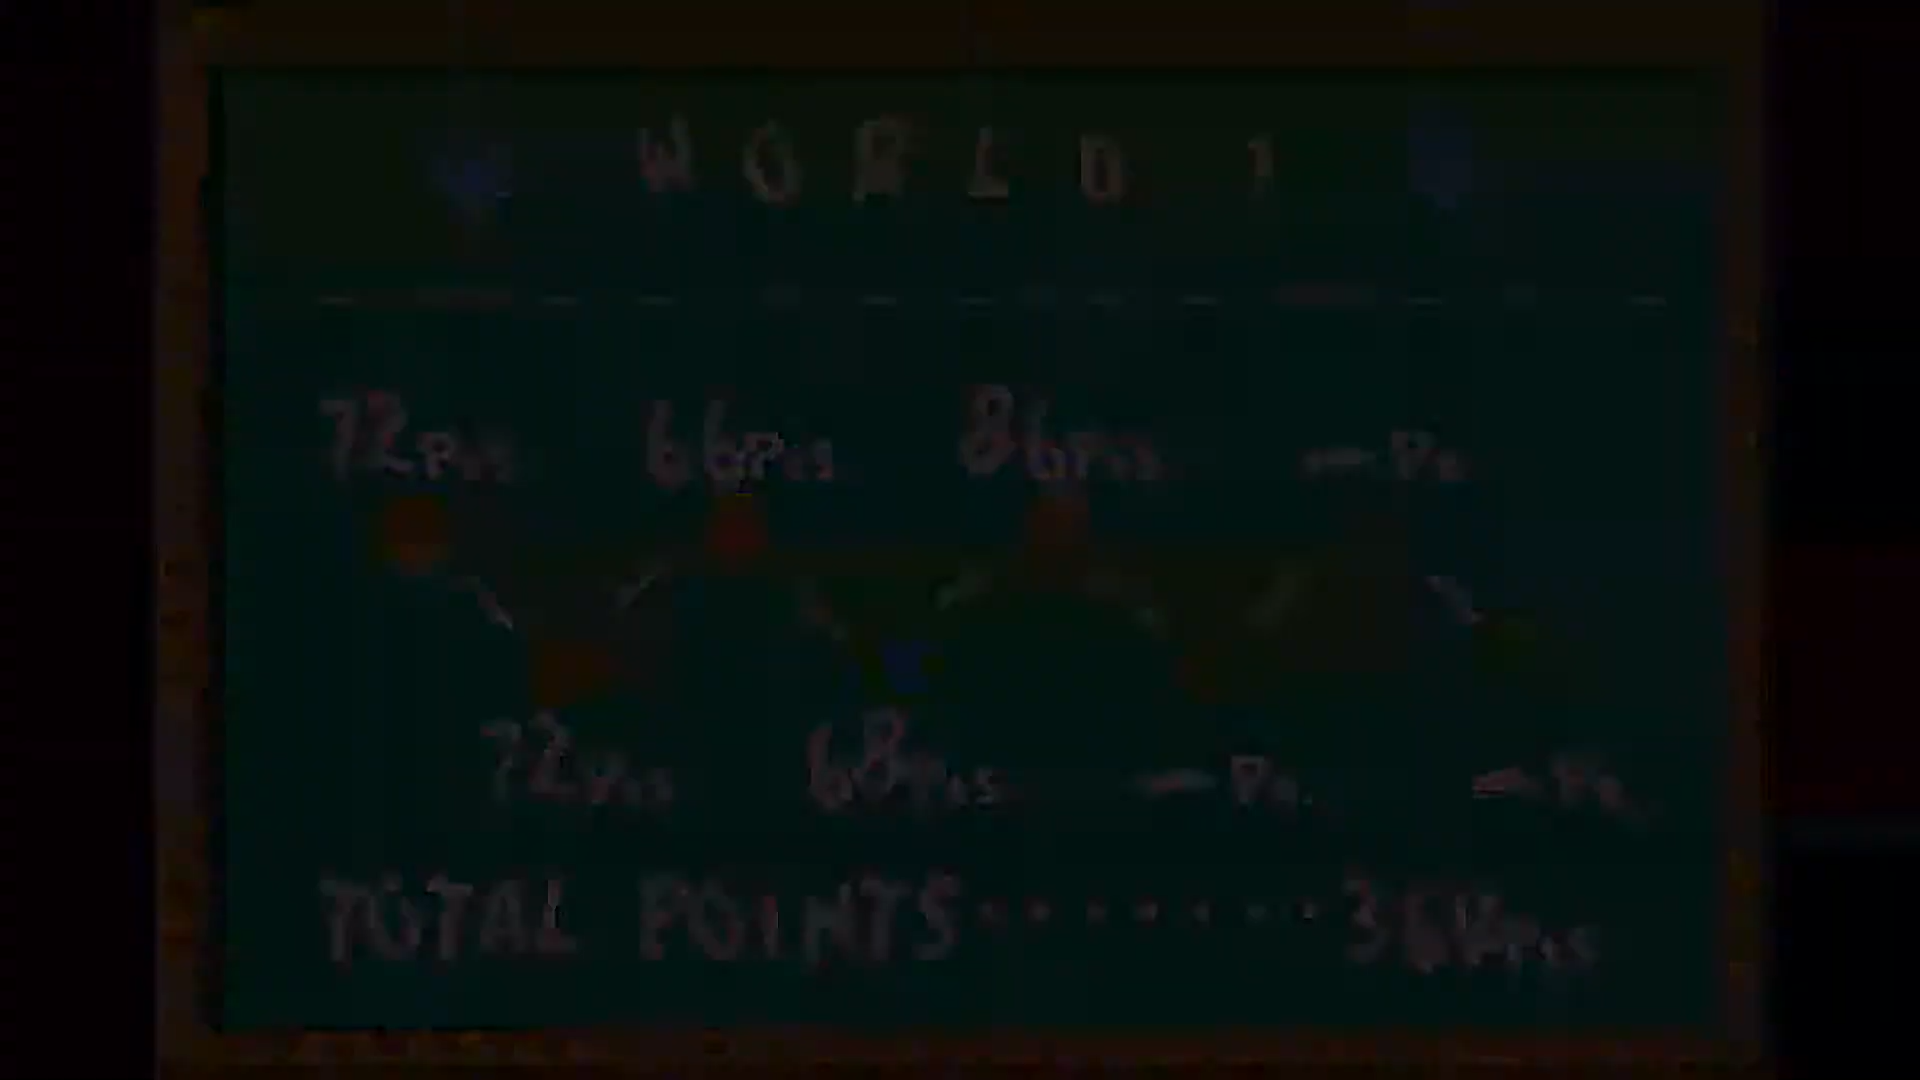 WORLD 1
72Pts 66Pts 86Pts — Pts
72Pts 68Pts — Pts — Pts
TOTAL POINTS ······· 364Pts